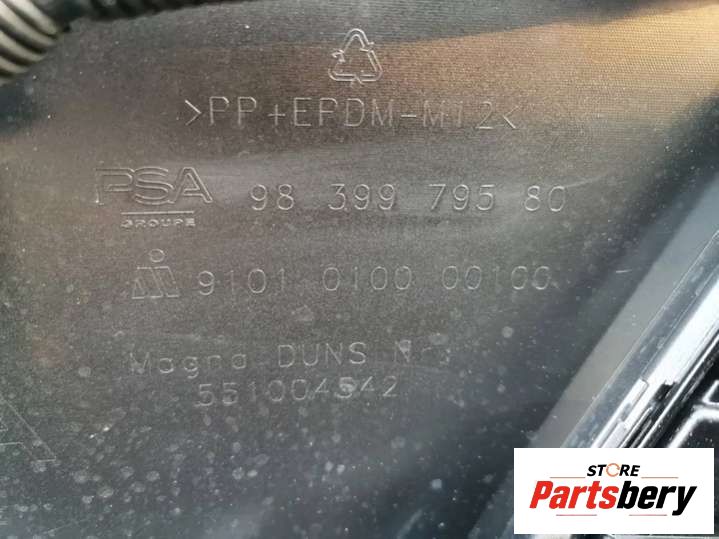 >PP+EPDM-M12<
PSA 98 399 795 80
GROUPE
9101 0100 00100
Magna DUNS Nr.:
551004542
STORE
Partsbery